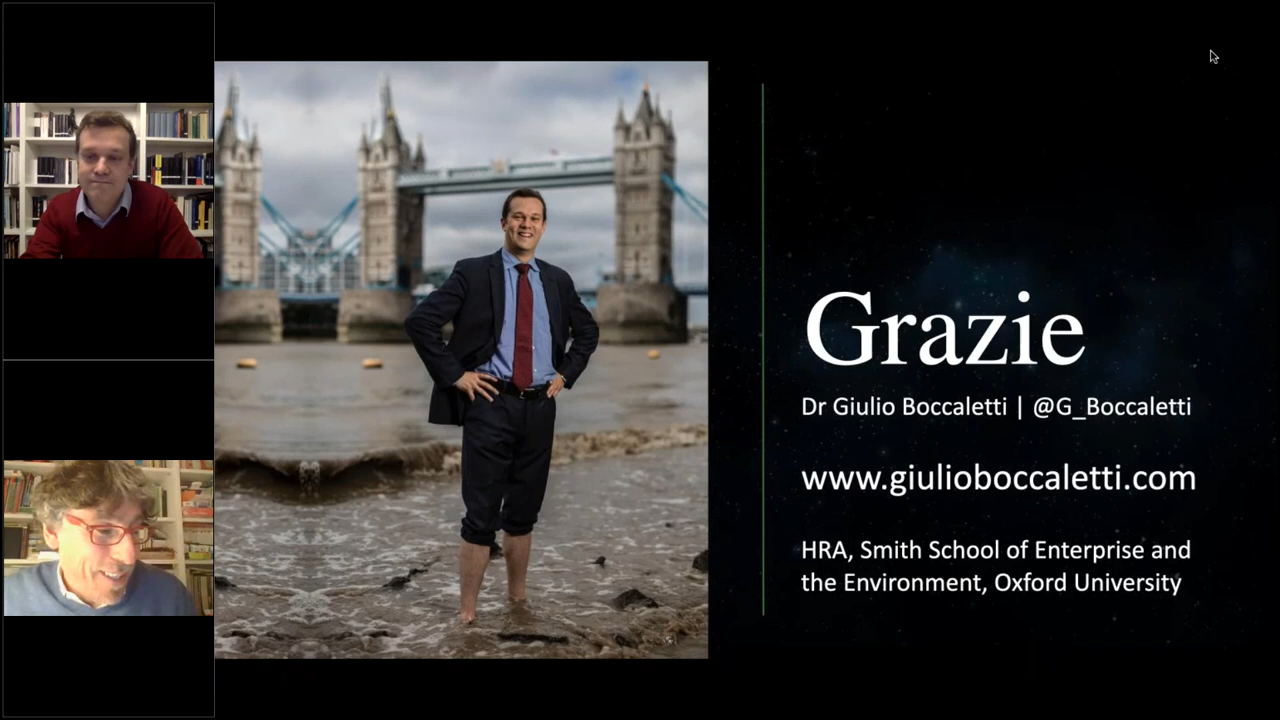 Grazie
Dr Giulio Boccaletti | @G_Boccaletti
www.giulioboccaletti.com
HRA, Smith School of Enterprise and
the Environment, Oxford University